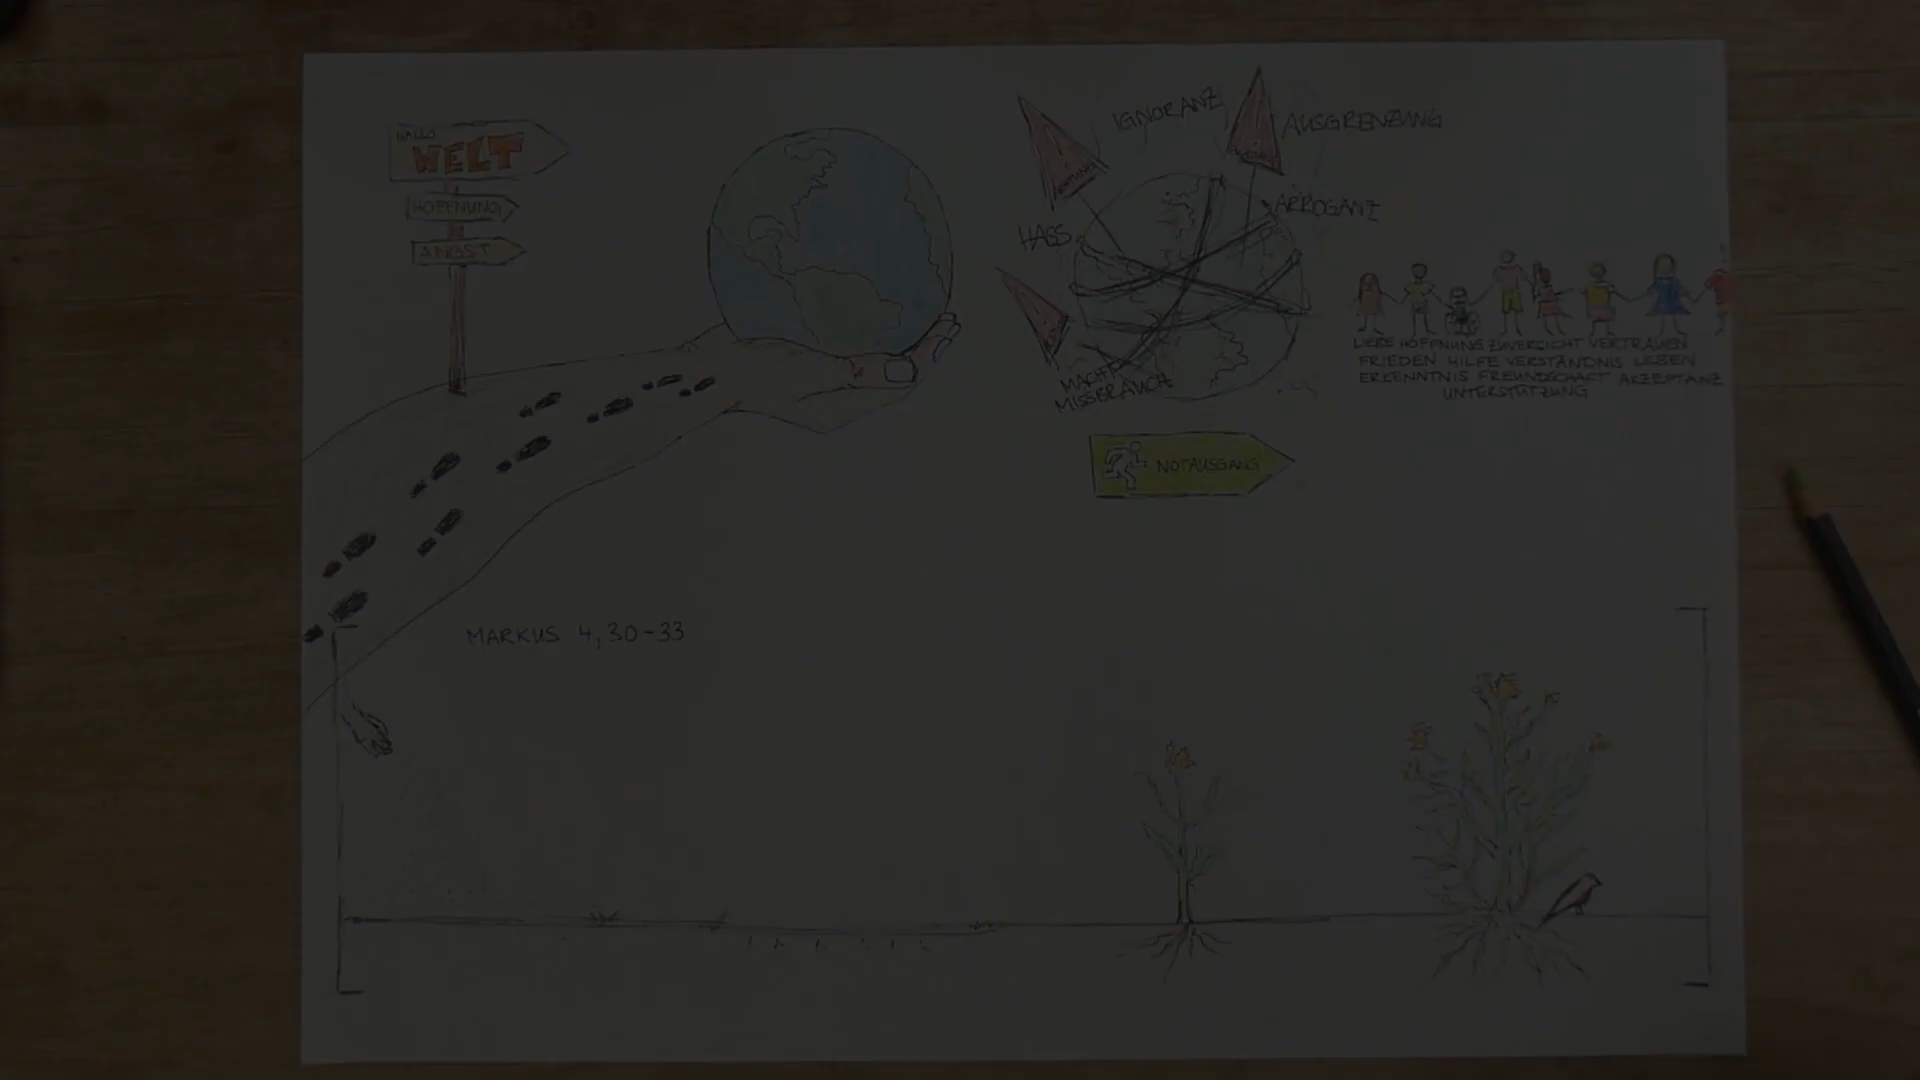 HALLO
WELT
HOFFNUNG
ANGST
IGNORANZ
AUSGRENZUNG
ARROGANZ
HASS
MACHT
MISSBRAUCH
LIEBE HOFFNUNG ZUVERSICHT VERTRAUEN
FRIEDEN HILFE VERSTÄNDNIS LEBEN
ERKENNTNIS FREUNDSCHAFT AKZEPTANZ
UNTERSTÜTZUNG
NOTAUSGANG
MARKUS 4, 30-33